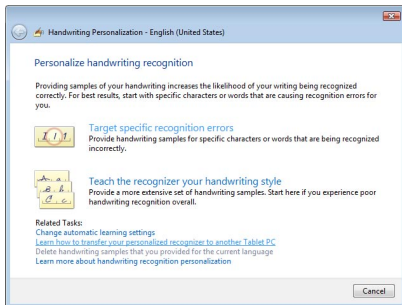 Handwriting Personalization - English (United States)
Personalize handwriting recognition
Providing samples of your handwriting increases the likelihood of your writing being recognized
correctly. For best results, start with specific characters or words that are causing recognition errors for
you.
Target specific recognition errors
Provide handwriting samples for specific characters or words that are being recognized
incorrectly.
Teach the recognizer your handwriting style
Provide a more extensive set of handwriting samples. Start here if you experience poor
handwriting recognition overall.
Related Tasks:
Change automatic learning settings
Learn how to transfer your personalized recognizer to another Tablet PC
Delete handwriting samples that you provided for the current language
Learn more about handwriting recognition personalization
Cancel